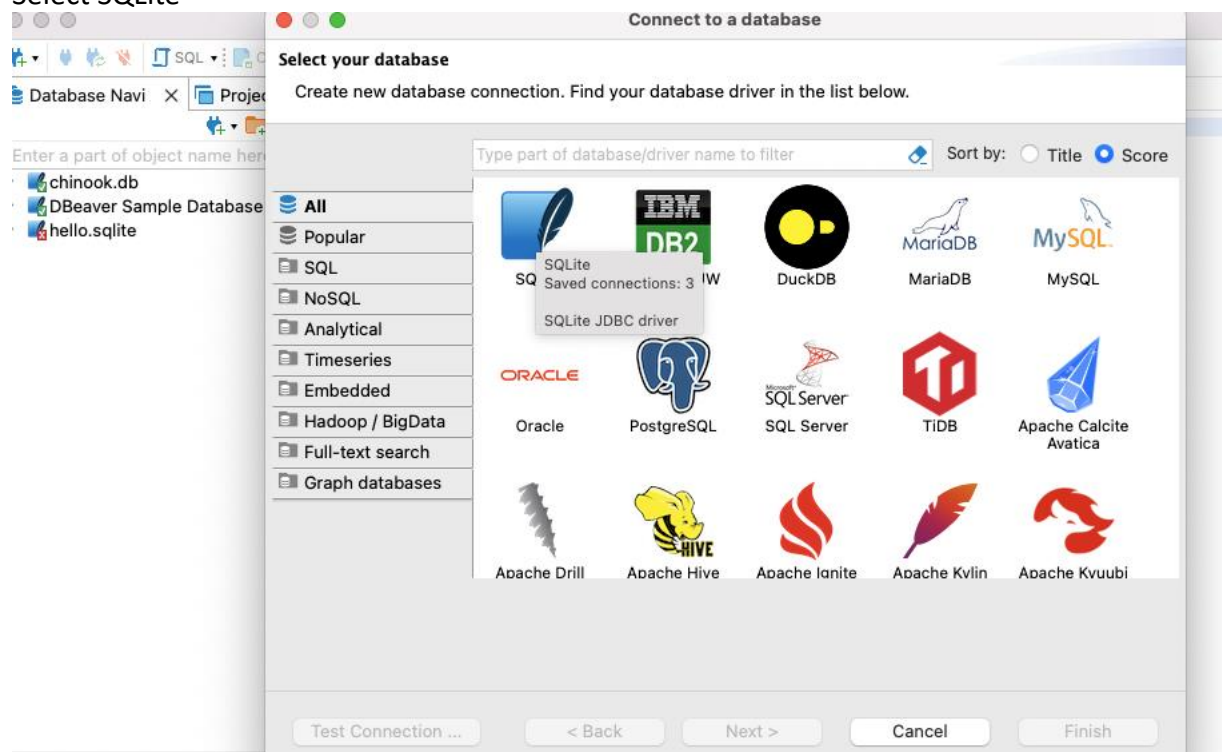 Select SQLite
Connect to a database
SQL
Select your database
Database Navi
Projec
Create new database connection. Find your database driver in the list below.
Enter a part of object name here
Type part of database/driver name to filter
Sort by: Title Score
chinook.db
DBeaver Sample Database
hello.sqlite
All
Popular
SQL
NoSQL
Analytical
Timeseries
Embedded
Hadoop / BigData
Full-text search
Graph databases
IBM
DB2
MariaDB
MySQL
SQ
W
DuckDB
MariaDB
MySQL
SQLite
Saved connections: 3
SQLite JDBC driver
ORACLE
Microsoft
SQL Server
Oracle
PostgreSQL
SQL Server
TiDB
Apache Calcite
Avatica
HIVE
Apache Drill
Apache Hive
Apache Ignite
Apache Kylin
Apache Kyuubi
Test Connection ...
< Back
Next >
Cancel
Finish